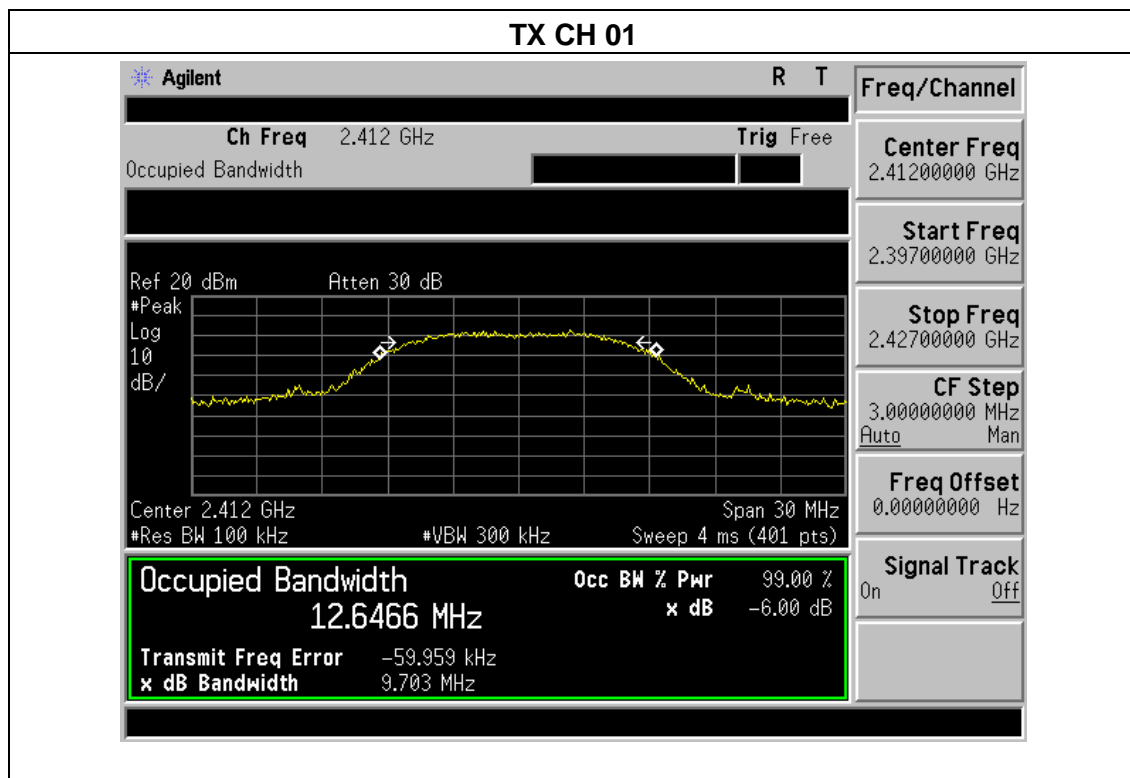 TX CH 01
Agilent R T
Freq/Channel
Ch Freq 2.412 GHz Trig Free
Occupied Bandwidth
Center Freq
2.41200000 GHz
Start Freq
2.39700000 GHz
Stop Freq
2.42700000 GHz
CF Step
3.00000000 MHz
Auto Man
Freq Offset
0.00000000 Hz
Signal Track
On Off
Ref 20 dBm Atten 30 dB
#Peak
Log
10
dB/
Center 2.412 GHz Span 30 MHz
#Res BW 100 kHz #VBW 300 kHz Sweep 4 ms (401 pts)
Occupied Bandwidth Occ BW % Pwr 99.00 %
12.6466 MHz x dB -6.00 dB
Transmit Freq Error -59.959 kHz
x dB Bandwidth 9.703 MHz